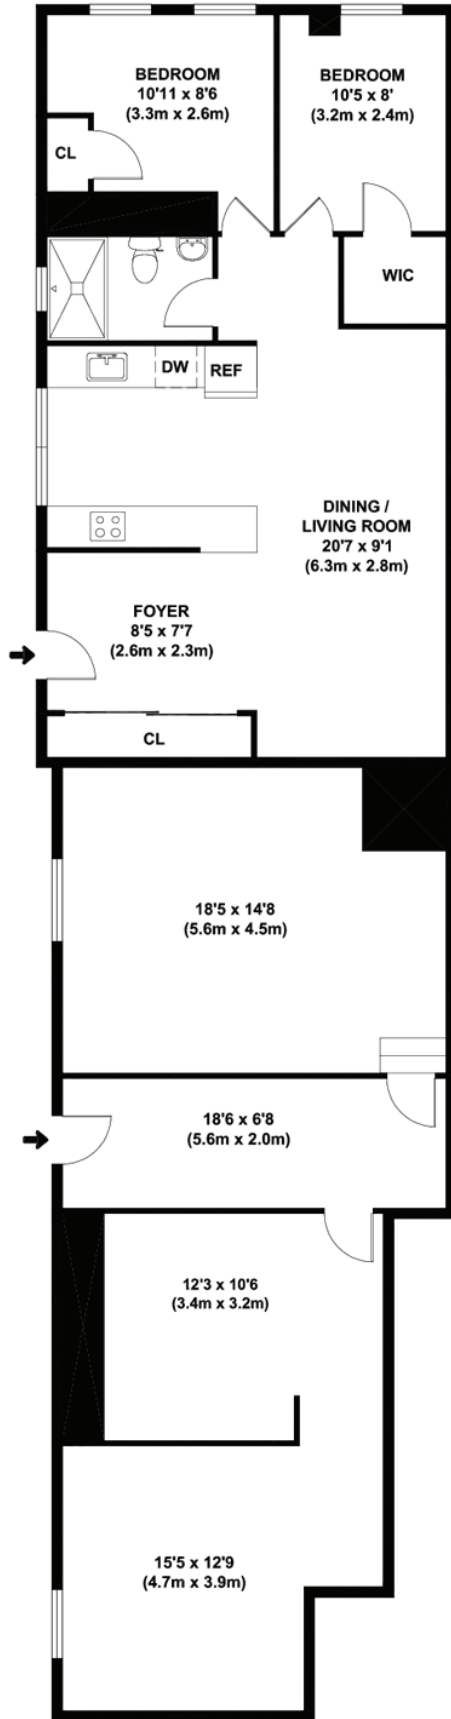 BEDROOM
10'11 x 8'6
(3.3m x 2.6m)
BEDROOM
10'5 x 8'
(3.2m x 2.4m)
CL
WIC
DW
REF
DINING /
LIVING ROOM
20'7 x 9'1
(6.3m x 2.8m)
FOYER
8'5 x 7'7
(2.6m x 2.3m)
CL
18'5 x 14'8
(5.6m x 4.5m)
18'6 x 6'8
(5.6m x 2.0m)
12'3 x 10'6
(3.4m x 3.2m)
15'5 x 12'9
(4.7m x 3.9m)